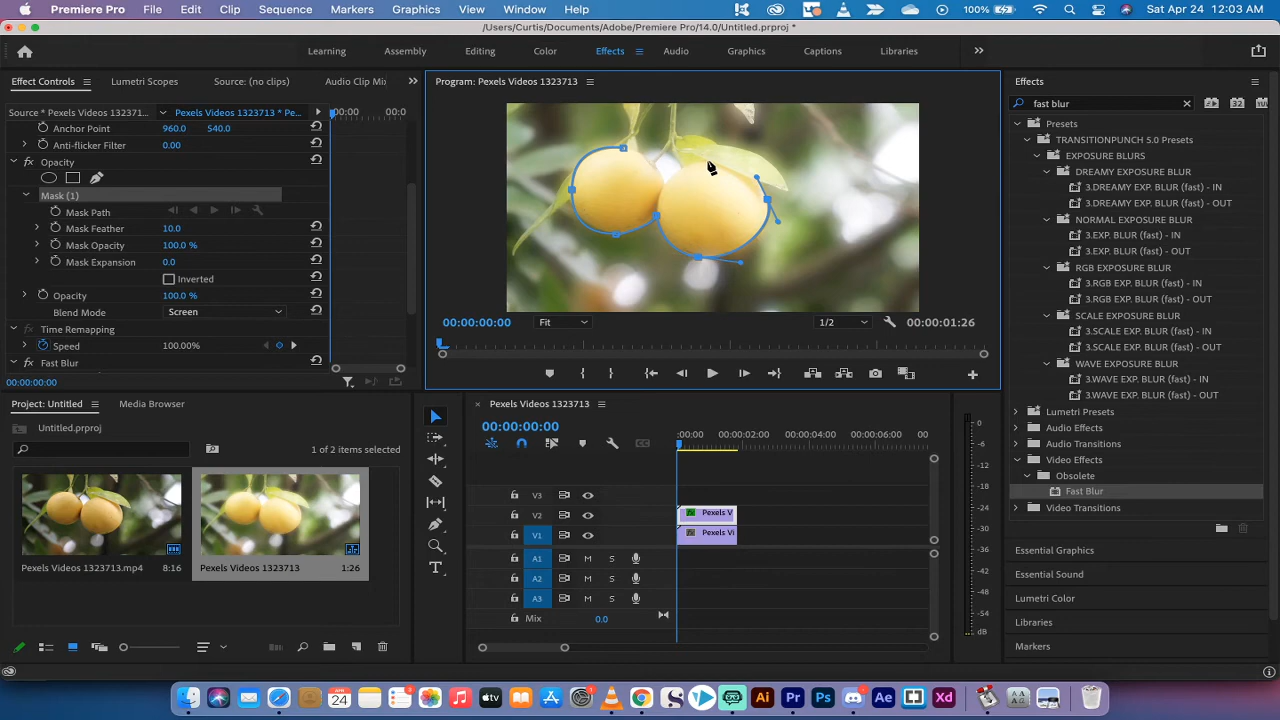 Premiere Pro File Edit Clip Sequence Markers Graphics View Window Help 100% Sat Apr 24 12:03 AM
/Users/Curtis/Documents/Adobe/Premiere Pro/14.0/Untitled.prproj *
Learning Assembly Editing Color Effects Audio Graphics Captions Libraries
Effect Controls Lumetri Scopes Source: (no clips) Audio Clip Mix
Source * Pexels Videos 132371... Pexels Videos 1323713 * Pe... :00:00 00:0
Anchor Point 960.0 540.0
Anti-flicker Filter 0.00
Opacity
Mask (1)
Mask Path
Mask Feather 10.0
Mask Opacity 100.0 %
Mask Expansion 0.0
Inverted
Opacity 100.0 %
Blend Mode Screen
Time Remapping
Speed 100.00%
Fast Blur
00:00:00:00
Program: Pexels Videos 1323713
00:00:00:00 Fit 1/2 00:00:01:26
Effects
fast blur 32
Presets
TRANSITIONPUNCH 5.0 Presets
EXPOSURE BLURS
DREAMY EXPOSURE BLUR
3.DREAMY EXP. BLUR (fast) - IN
3.DREAMY EXP. BLUR (fast) - OUT
NORMAL EXPOSURE BLUR
3.EXP. BLUR (fast) - IN
3.EXP. BLUR (fast) - OUT
RGB EXPOSURE BLUR
3.RGB EXP. BLUR (fast) - IN
3.RGB EXP. BLUR (fast) - OUT
SCALE EXPOSURE BLUR
3.SCALE EXP. BLUR (fast) - IN
3.SCALE EXP. BLUR (fast) - OUT
WAVE EXPOSURE BLUR
3.WAVE EXP. BLUR (fast) - IN
3.WAVE EXP. BLUR (fast) - OUT
Lumetri Presets
Audio Effects
Audio Transitions
Video Effects
Obsolete
Fast Blur
Video Transitions
Essential Graphics
Essential Sound
Lumetri Color
Libraries
Markers
Project: Untitled Media Browser
Untitled.prproj
1 of 2 items selected
Pexels Videos 1323713.mp4 8:16
Pexels Videos 1323713 1:26
Pexels Videos 1323713
00:00:00:00
:00:00 00:00:02:00 00:00:04:00 00:00:06:00 00
V3
V2 Pexels V
V1 Pexels Vi
A1 M S
A2 M S
A3 M S
Mix 0.0
0
-6
-12
-18
-24
-30
-36
-42
-48
-54
dB
tv Ai Pr Ps Ae Xd